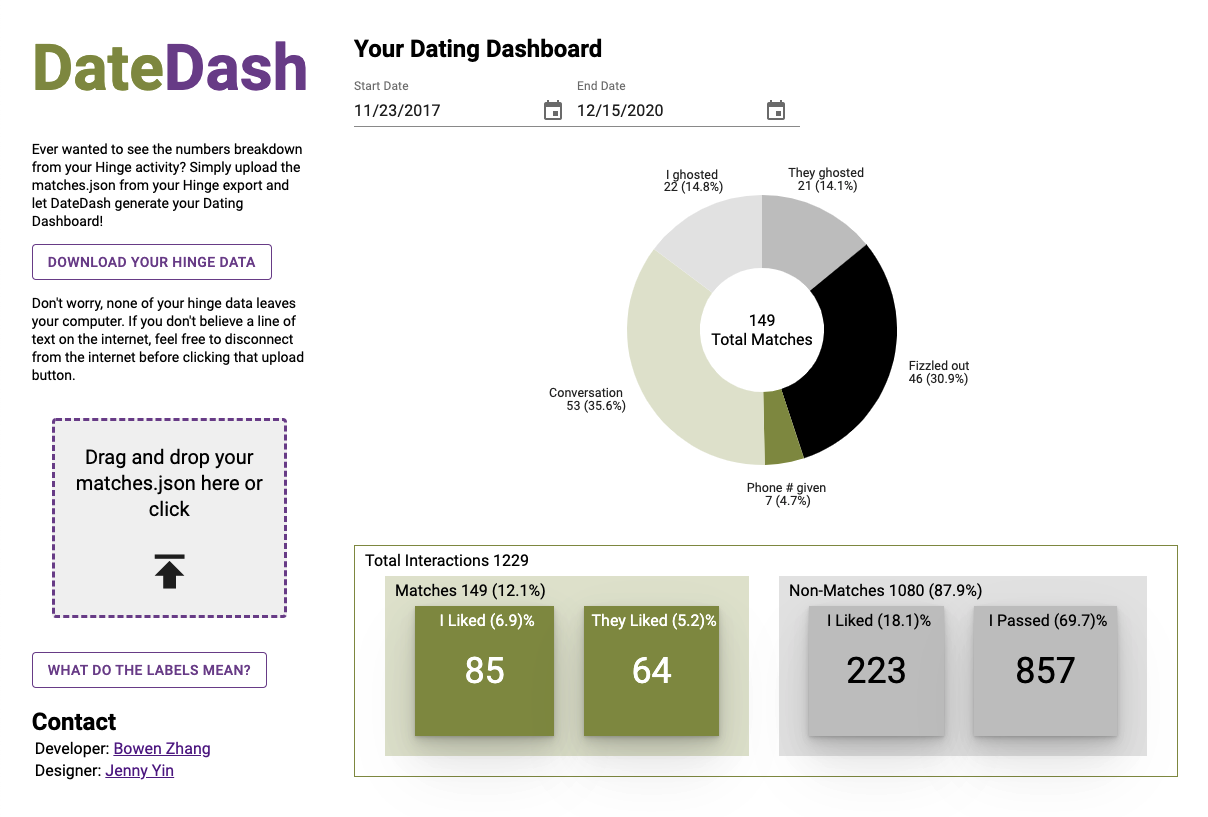 DateDash
Ever wanted to see the numbers breakdown
from your Hinge activity? Simply upload the
matches.json from your Hinge export and
let DateDash generate your Dating
Dashboard!
DOWNLOAD YOUR HINGE DATA
Don't worry, none of your hinge data leaves
your computer. If you don't believe a line of
text on the internet, feel free to disconnect
from the internet before clicking that upload
button.
Drag and drop your
matches.json here or
click
WHAT DO THE LABELS MEAN?
Contact
Developer: Bowen Zhang
Designer: Jenny Yin
Your Dating Dashboard
Start Date
11/23/2017
End Date
12/15/2020
I ghosted
22 (14.8%)
They ghosted
21 (14.1%)
149
Total Matches
Fizzled out
46 (30.9%)
Conversation
53 (35.6%)
Phone # given
7 (4.7%)
Total Interactions 1229
Matches 149 (12.1%)
I Liked (6.9)%
85
They Liked (5.2)%
64
Non-Matches 1080 (87.9%)
I Liked (18.1)%
223
I Passed (69.7)%
857